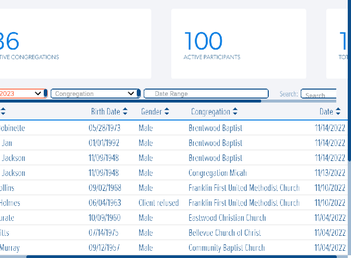 36
100
TIVE CONGREGATIONS
ACTIVE PARTICIPANTS
2023
Congregation
Date Range
Search:
Search
Birth Date
Gender
Congregation
Date
obinette 05/28/1973 Male Brentwood Baptist 11/14/2022
Jan 01/01/1992 Male Brentwood Baptist 11/14/2022
Jackson 11/09/1948 Male Brentwood Baptist 11/14/2022
Jackson 11/09/1948 Male Congregation Micah 11/13/2022
ollins 09/02/1968 Male Franklin First United Methodist Church 11/10/2022
Holmes 06/04/1963 Client refused Franklin First United Methodist Church 11/10/2022
urate 10/09/1960 Male Eastwood Christian Church 11/04/2022
ttis 07/14/1975 Male Bellevue Church of Christ 11/04/2022
Murray 09/12/1957 Male Community Baptist Church 11/04/2022